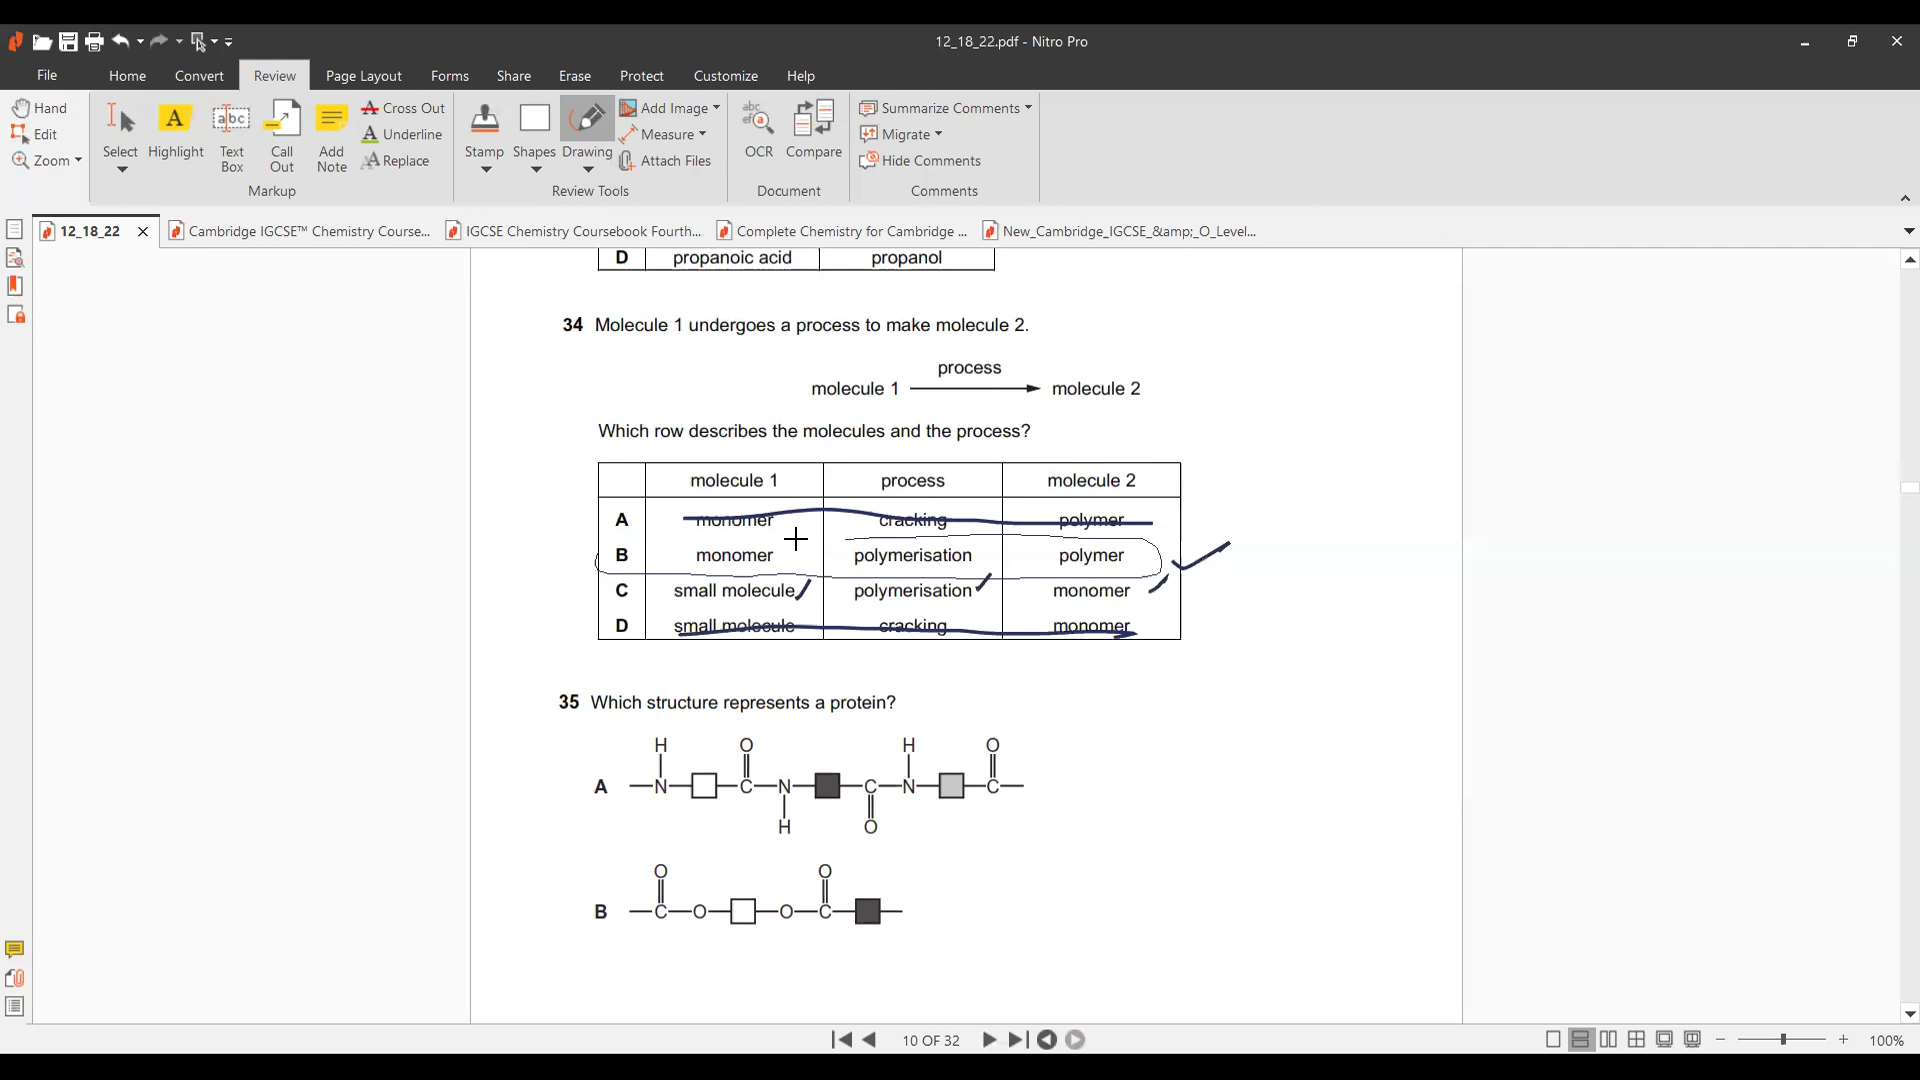 12_18_22.pdf - Nitro Pro
File Home Convert Review Page Layout Forms Share Erase Protect Customize Help
Hand
Edit
Zoom
Select
Highlight
Text Box
Call Out
Add Note
Cross Out
Underline
Replace
Markup
Stamp
Shapes
Drawing
Add Image
Measure
Attach Files
Review Tools
OCR
Compare
Document
Summarize Comments
Migrate
Hide Comments
Comments
12_18_22
Cambridge IGCSE™ Chemistry Course...
IGCSE Chemistry Coursebook Fourth...
Complete Chemistry for Cambridge ...
New_Cambridge_IGCSE_&amp;_O_Level...
D propanoic acid propanol
34 Molecule 1 undergoes a process to make molecule 2.
process
molecule 1 molecule 2
Which row describes the molecules and the process?
molecule 1 process molecule 2
A monomer cracking polymer
B monomer polymerisation polymer
C small molecule polymerisation monomer
D small molecule cracking monomer
35 Which structure represents a protein?
H O H O
A N C N C N C
H O
O O
B C O O C
10 OF 32
100%